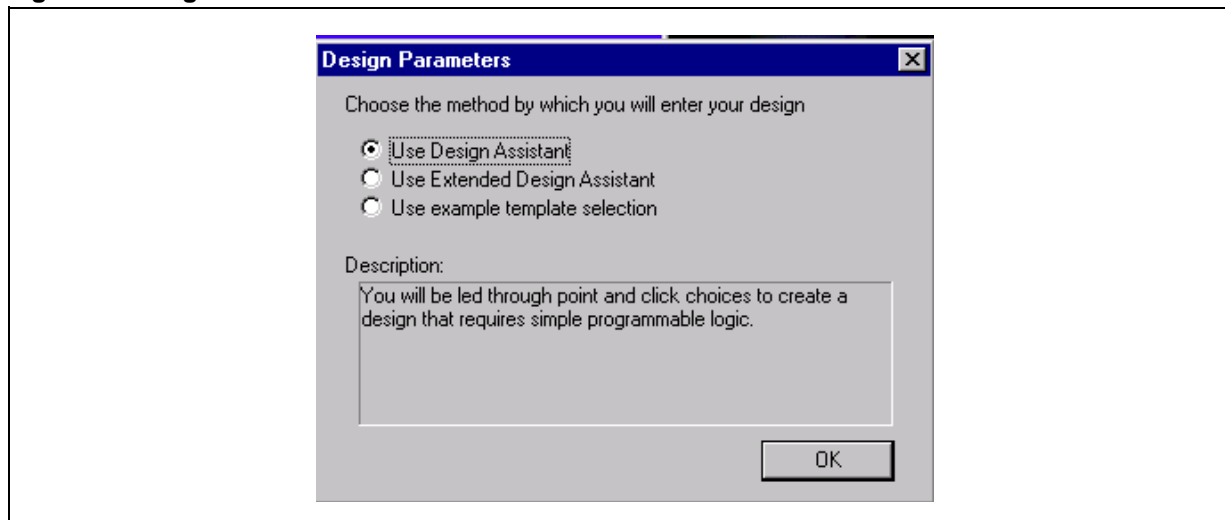 Design Parameters
Choose the method by which you will enter your design
Use Design Assistant
Use Extended Design Assistant
Use example template selection
Description:
You will be led through point and click choices to create a
design that requires simple programmable logic.
OK